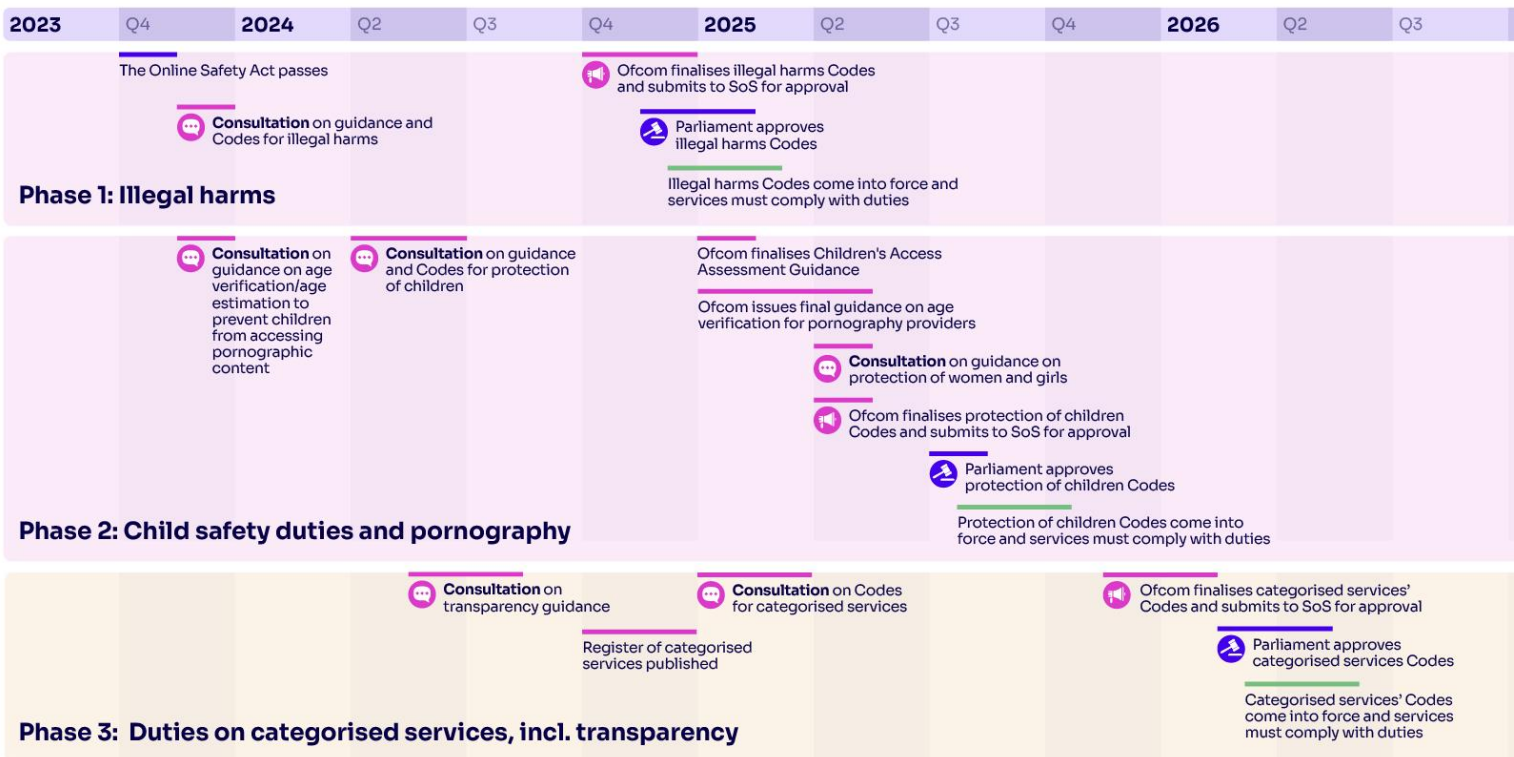 2023 Q4 2024 Q2 Q3 Q4 2025 Q2 Q3 Q4 2026 Q2 Q3
The Online Safety Act passes
Consultation on guidance and
Codes for illegal harms
Ofcom finalises illegal harms Codes
and submits to SoS for approval
Parliament approves
illegal harms Codes
Illegal harms Codes come into force and
services must comply with duties
Phase 1: Illegal harms
Consultation on
guidance on age
verification/age
estimation to
prevent children
from accessing
pornographic
content
Consultation on guidance
and Codes for protection
of children
Ofcom finalises Children's Access
Assessment Guidance
Ofcom issues final guidance on age
verification for pornography providers
Consultation on guidance on
protection of women and girls
Ofcom finalises protection of children
Codes and submits to SoS for approval
Parliament approves
protection of children Codes
Protection of children Codes come into
force and services must comply with duties
Phase 2: Child safety duties and pornography
Consultation on
transparency guidance
Register of categorised
services published
Consultation on Codes
for categorised services
Ofcom finalises categorised services’
Codes and submits to SoS for approval
Parliament approves
categorised services Codes
Categorised services’ Codes
come into force and services
must comply with duties
Phase 3: Duties on categorised services, incl. transparency